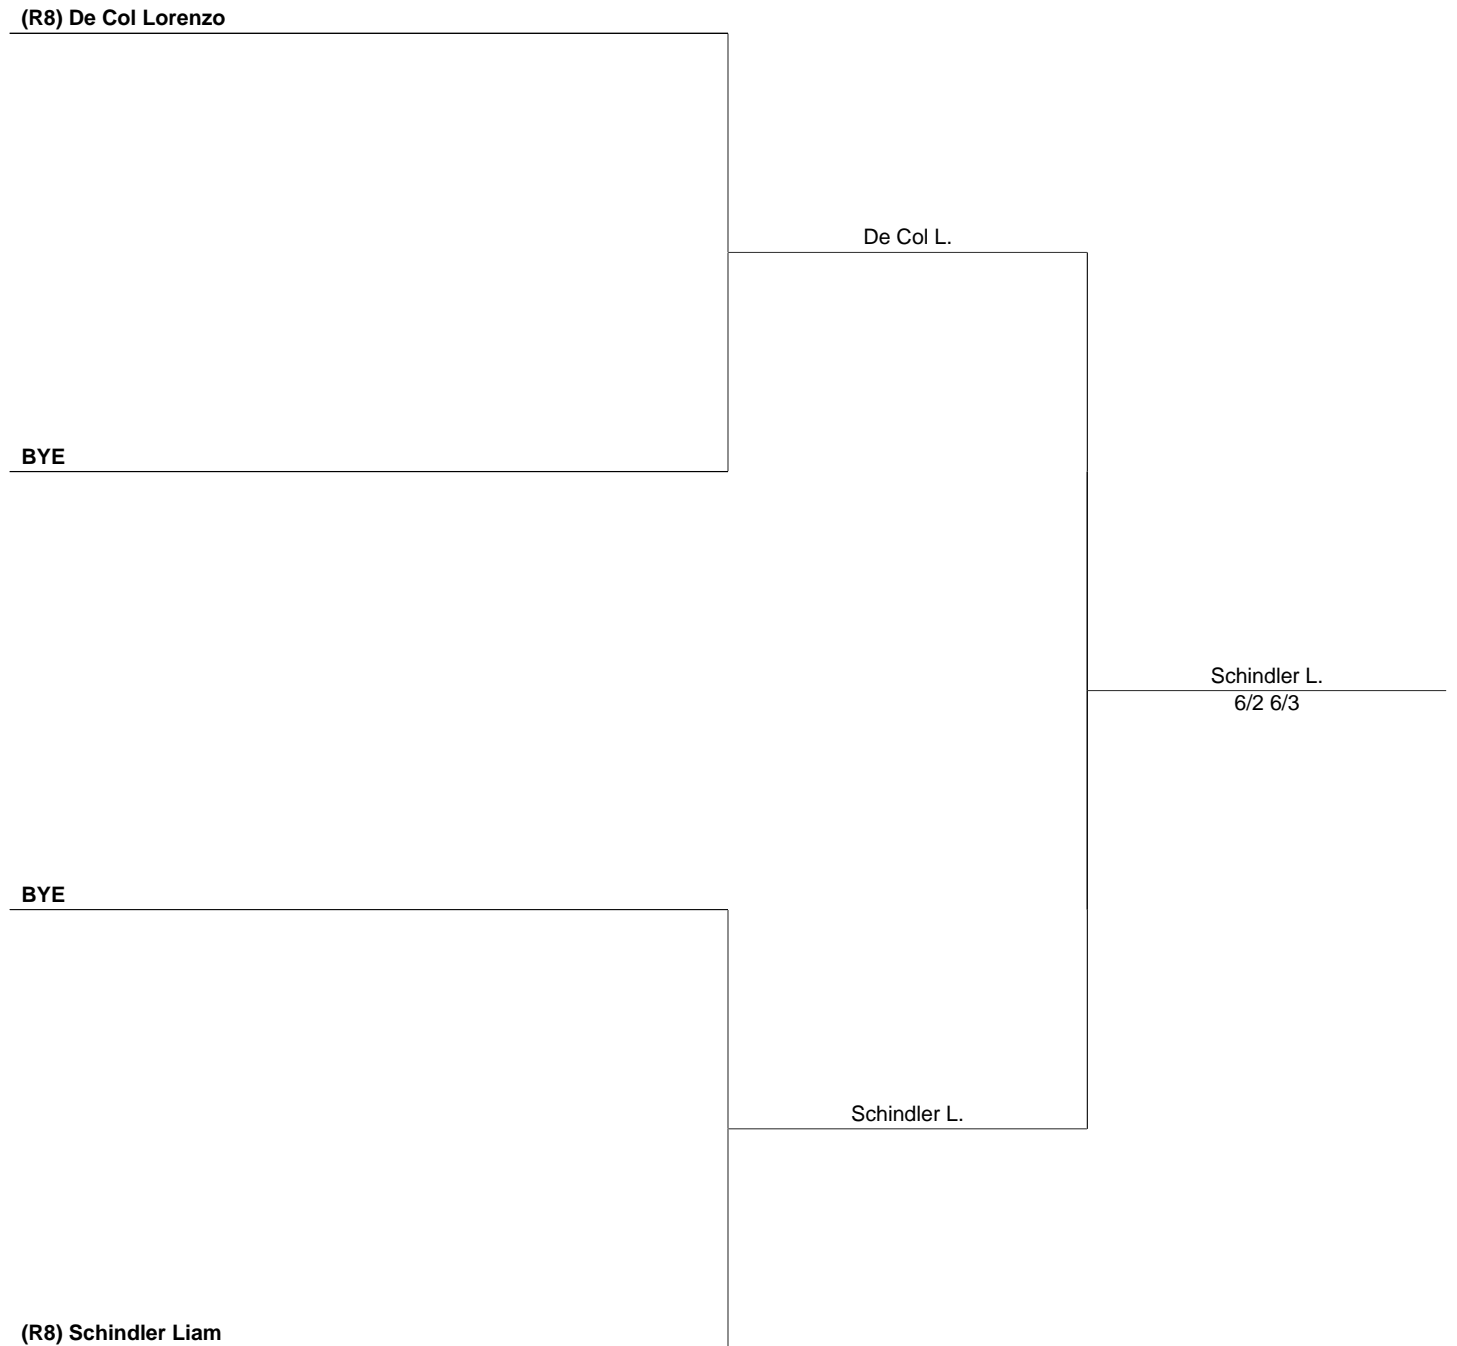 (R8) De Col Lorenzo
De Col L.
BYE
Schindler L.
6/2 6/3
BYE
Schindler L.
(R8) Schindler Liam